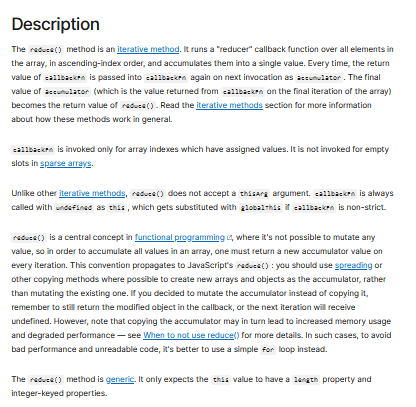 Description
The reduce() method is an iterative method. It runs a "reducer" callback function over all elements in
the array, in ascending-index order, and accumulates them into a single value. Every time, the return
value of callbackFn is passed into callbackFn again on next invocation as accumulator. The final
value of accumulator (which is the value returned from callbackFn on the final iteration of the array)
becomes the return value of reduce(). Read the iterative methods section for more information
about how these methods work in general.
callbackFn is invoked only for array indexes which have assigned values. It is not invoked for empty
slots in sparse arrays.
Unlike other iterative methods, reduce() does not accept a thisArg argument. callbackFn is always
called with undefined as this, which gets substituted with globalThis if callbackFn is non-strict.
reduce() is a central concept in functional programming, where it's not possible to mutate any
value, so in order to accumulate all values in an array, one must return a new accumulator value on
every iteration. This convention propagates to JavaScript's reduce(): you should use spreading or
other copying methods where possible to create new arrays and objects as the accumulator, rather
than mutating the existing one. If you decided to mutate the accumulator instead of copying it,
remember to still return the modified object in the callback, or the next iteration will receive
undefined. However, note that copying the accumulator may in turn lead to increased memory usage
and degraded performance — see When to not use reduce() for more details. In such cases, to avoid
bad performance and unreadable code, it's better to use a simple for loop instead.
The reduce() method is generic. It only expects the this value to have a length property and
integer-keyed properties.